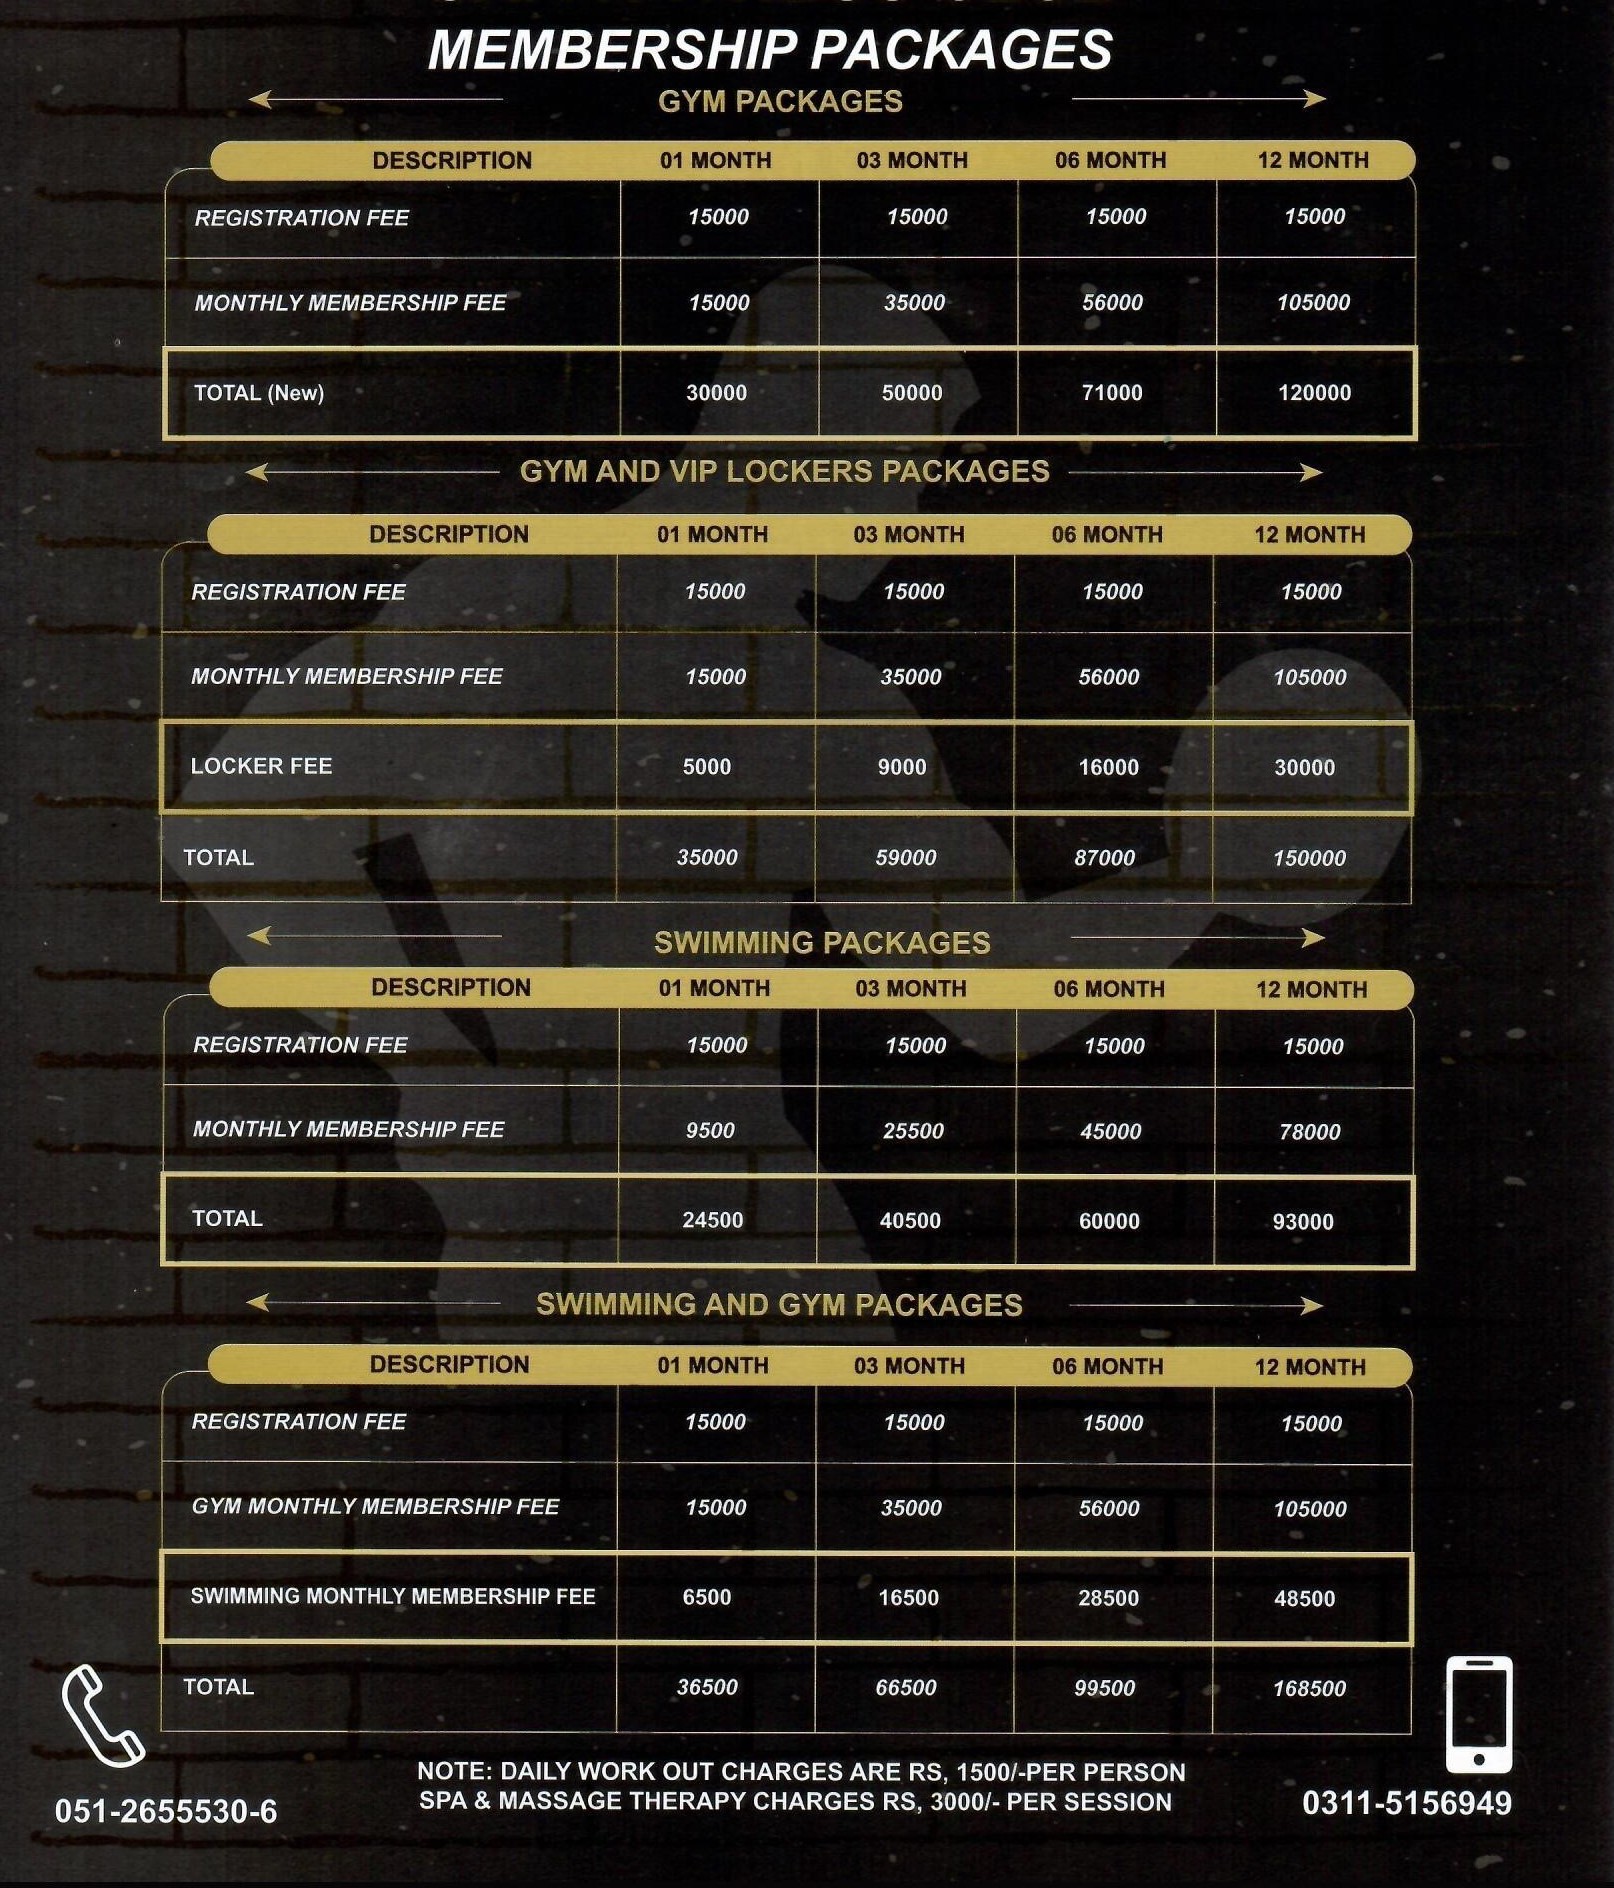 MEMBERSHIP PACKAGES
GYM PACKAGES
DESCRIPTION 01 MONTH 03 MONTH 06 MONTH 12 MONTH
REGISTRATION FEE 15000 15000 15000 15000
MONTHLY MEMBERSHIP FEE 15000 35000 56000 105000
TOTAL (New) 30000 50000 71000 120000
GYM AND VIP LOCKERS PACKAGES
DESCRIPTION 01 MONTH 03 MONTH 06 MONTH 12 MONTH
REGISTRATION FEE 15000 15000 15000 15000
MONTHLY MEMBERSHIP FEE 15000 35000 56000 105000
LOCKER FEE 5000 9000 16000 30000
TOTAL 35000 59000 87000 150000
SWIMMING PACKAGES
DESCRIPTION 01 MONTH 03 MONTH 06 MONTH 12 MONTH
REGISTRATION FEE 15000 15000 15000 15000
MONTHLY MEMBERSHIP FEE 9500 25500 45000 78000
TOTAL 24500 40500 60000 93000
SWIMMING AND GYM PACKAGES
DESCRIPTION 01 MONTH 03 MONTH 06 MONTH 12 MONTH
REGISTRATION FEE 15000 15000 15000 15000
GYM MONTHLY MEMBERSHIP FEE 15000 35000 56000 105000
SWIMMING MONTHLY MEMBERSHIP FEE 6500 16500 28500 48500
TOTAL 36500 66500 99500 168500
NOTE: DAILY WORK OUT CHARGES ARE RS, 1500/-PER PERSON
SPA & MASSAGE THERAPY CHARGES RS, 3000/- PER SESSION
051-2655530-6
0311-5156949